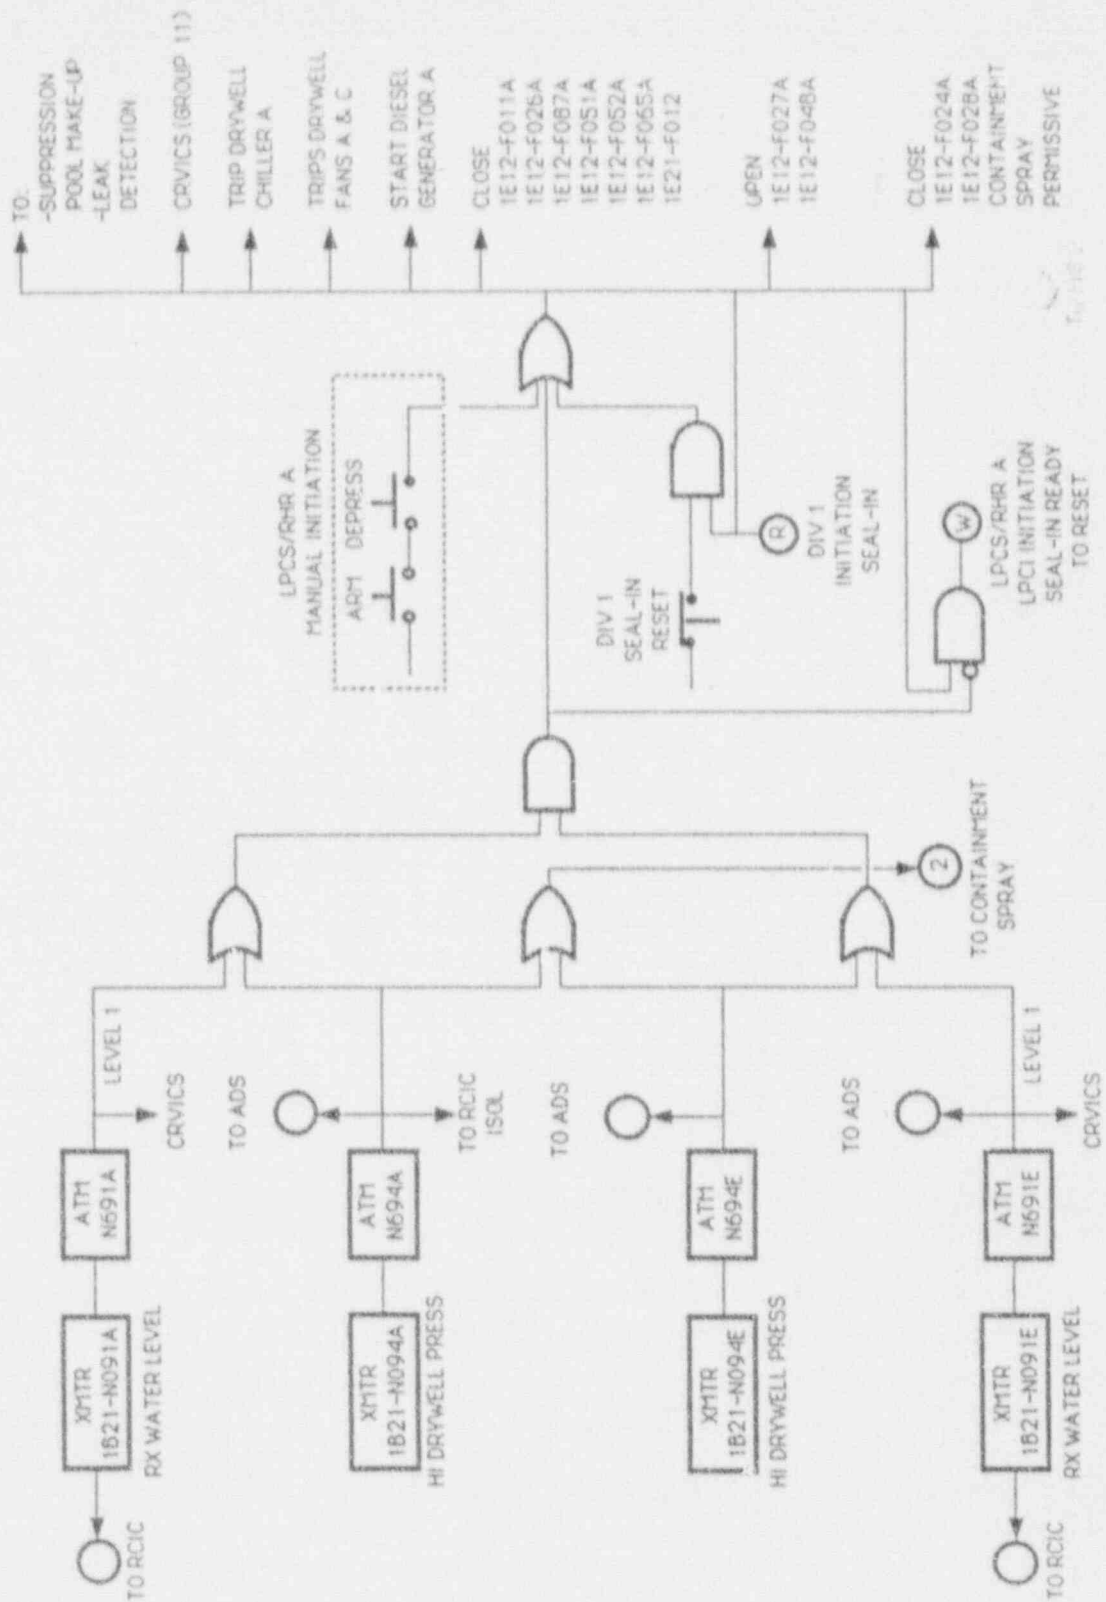 TO RCIC
XMTR
1B21-N091A
RX WATER LEVEL
ATM
N691A
CRVICS
LEVEL 1
XMTR
1B21-N094A
HI DRYWELL PRESS
ATM
N694A
TO ADS
TO RCIC
ISOL
XMTR
1B21-N094E
HI DRYWELL PRESS
ATM
N694E
TO ADS
TO RCIC
XMTR
1B21-N091E
RX WATER LEVEL
ATM
N691E
TO ADS
CRVICS
LEVEL 1
2
TO CONTAINMENT
SPRAY
LPCS/RHR A
MANUAL INITIATION
ARM DEPRESS
DIV 1
SEAL-IN
RESET
R
DIV 1
INITIATION
SEAL-IN
W
LPCS/RHR A
LPCI INITIATION
SEAL-IN READY
TO RESET
TO:
-SUPPRESSION
POOL MAKE-UP
-LEAK
DETECTION
CRVICS (GROUP 11)
TRIP DRYWELL
CHILLER A
TRIPS DRYWELL
FANS A & C
START DIESEL
GENERATOR A
CLOSE
1E12-F011A
1E12-F026A
1E12-F087A
1E12-F051A
1E12-F052A
1E12-F065A
1E21-F012
OPEN
1E12-F027A
1E12-F048A
CLOSE
1E12-F024A
1E12-F028A
CONTAINMENT
SPRAY
PERMISSIVE